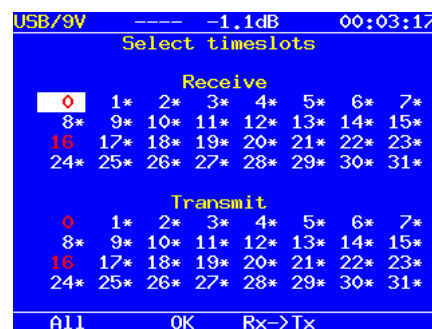 USB/9V ---- -1.1dB 00:03:17
Select timeslots
Receive
0 1* 2* 3* 4* 5* 6* 7*
8* 9* 10* 11* 12* 13* 14* 15*
16 17* 18* 19* 20* 21* 22* 23*
24* 25* 26* 27* 28* 29* 30* 31*
Transmit
0 1* 2* 3* 4* 5* 6* 7*
8* 9* 10* 11* 12* 13* 14* 15*
16 17* 18* 19* 20* 21* 22* 23*
24* 25* 26* 27* 28* 29* 30* 31*
All OK Rx->Tx